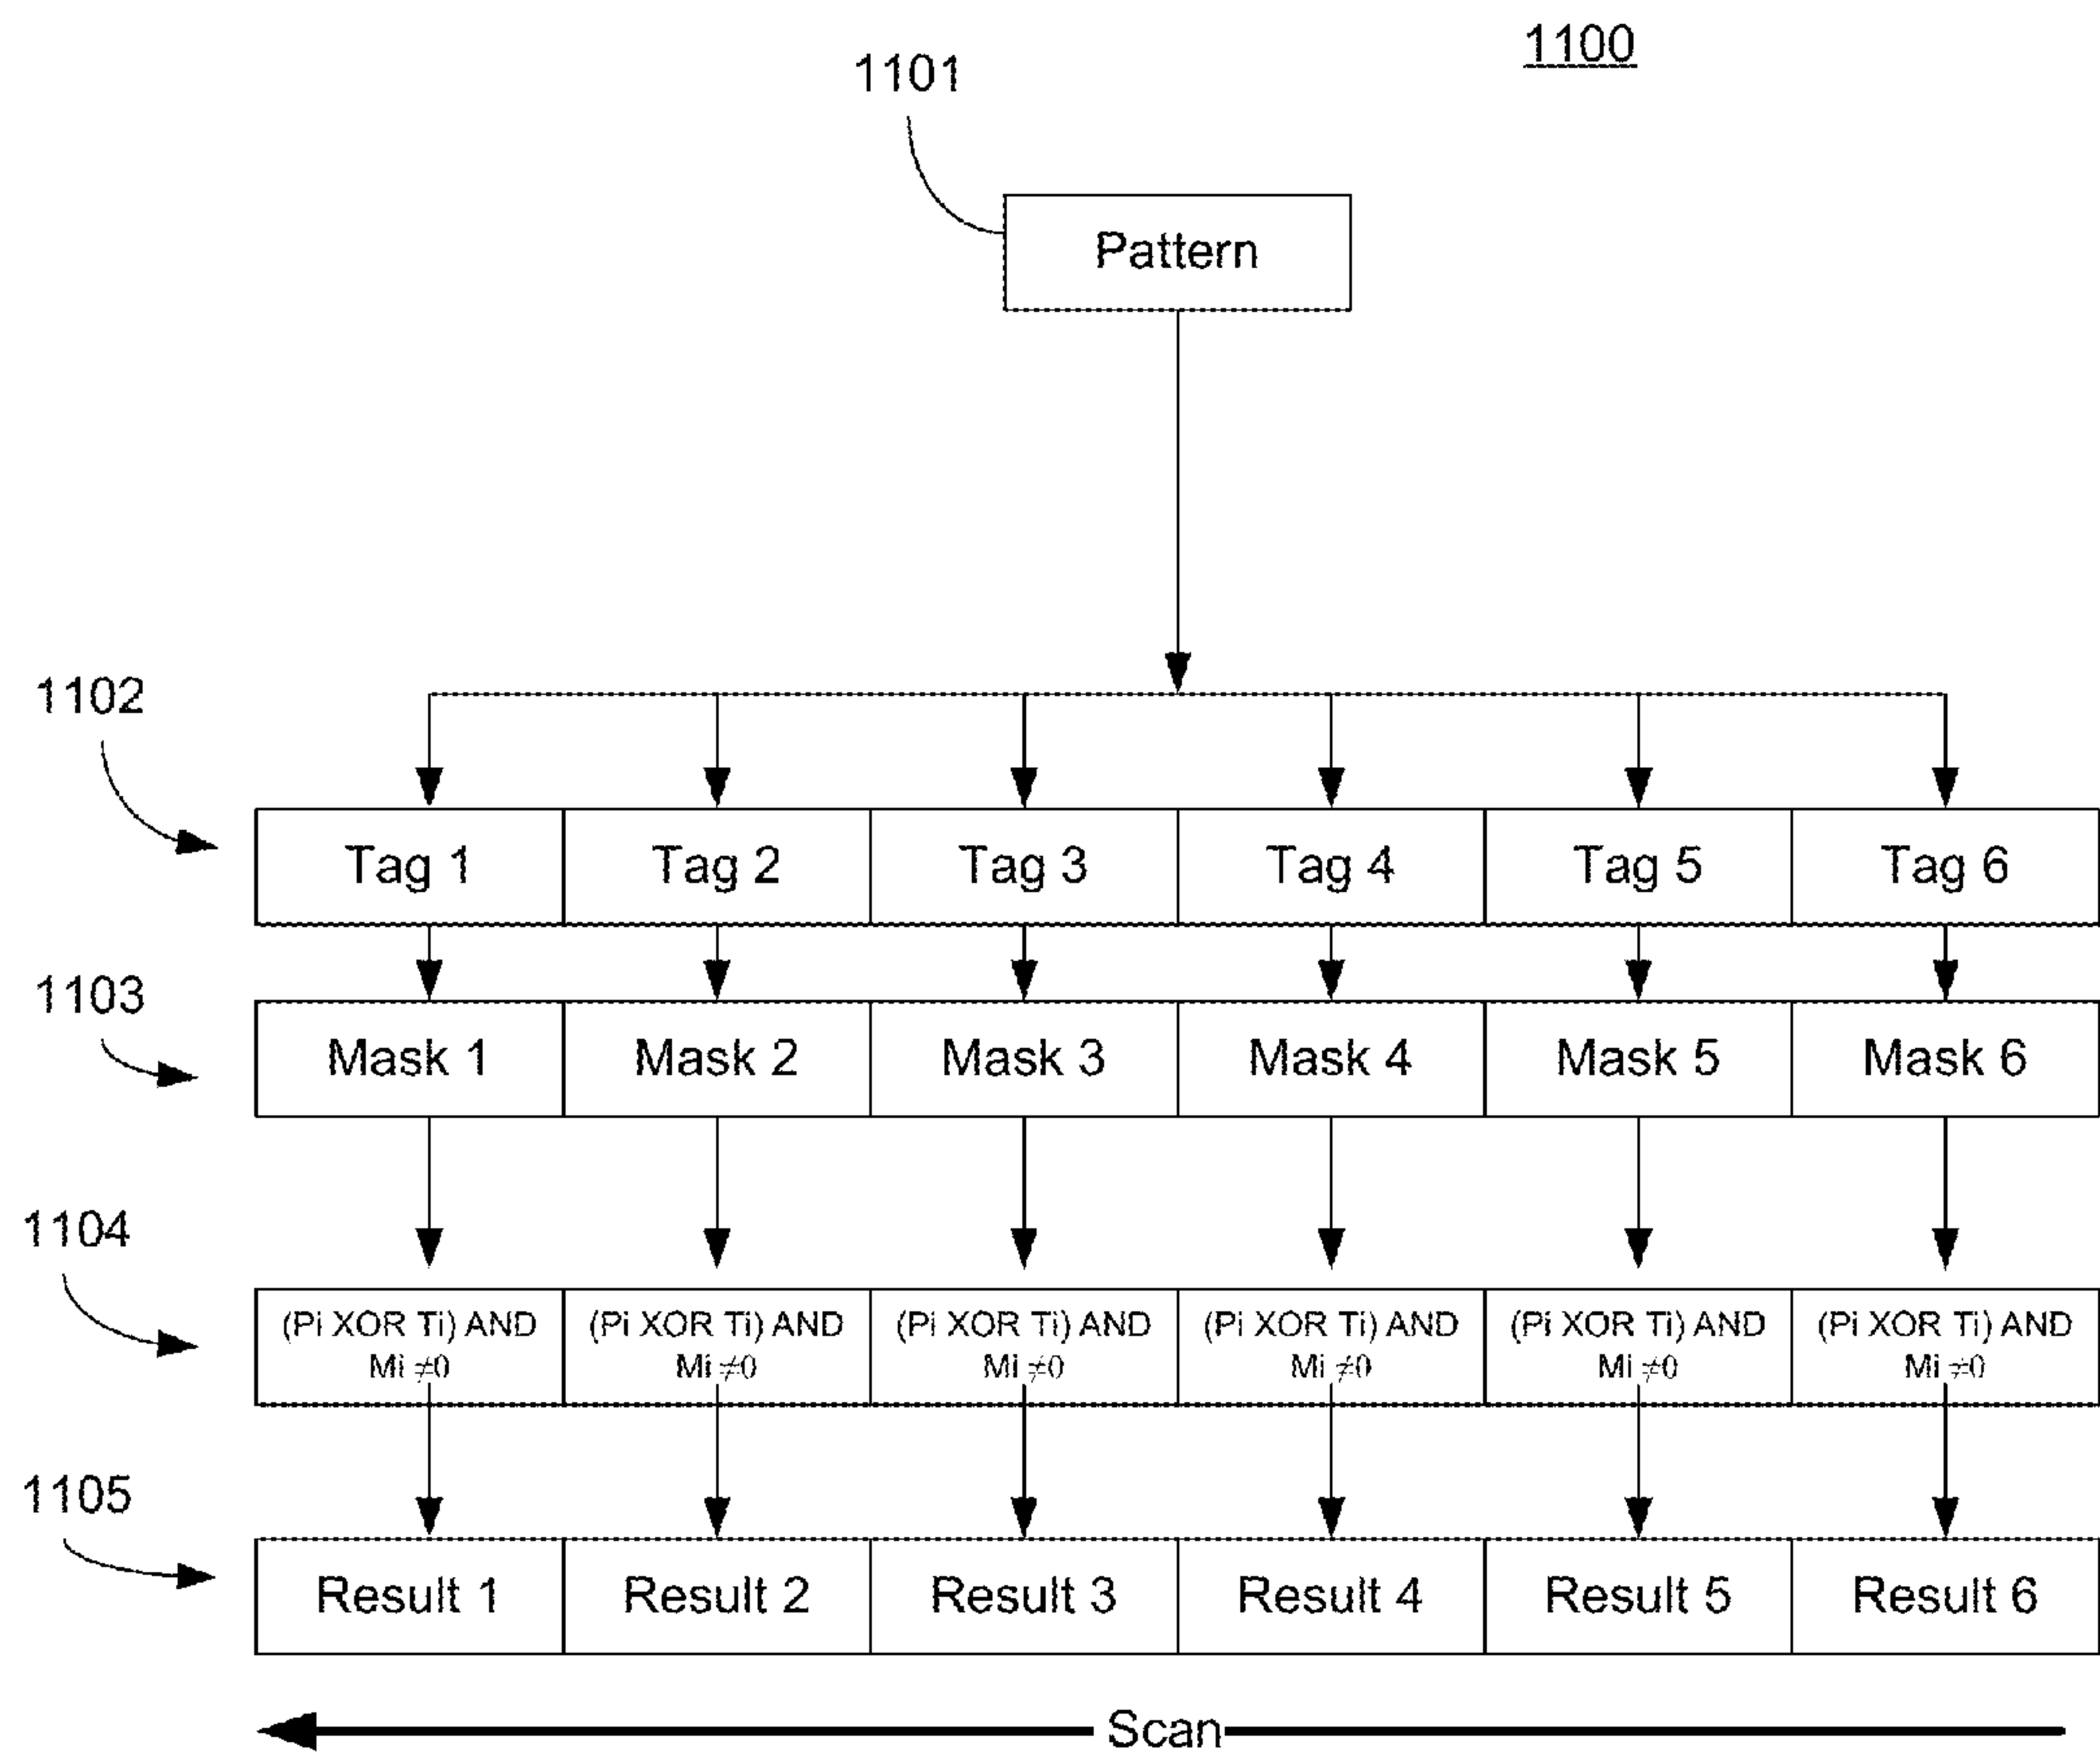 1100
1101
Pattern
1102
Tag 1 Tag 2 Tag 3 Tag 4 Tag 5 Tag 6
1103
Mask 1 Mask 2 Mask 3 Mask 4 Mask 5 Mask 6
1104
(Pi XOR Ti) AND (Pi XOR Ti) AND (Pi XOR Ti) AND (Pi XOR Ti) AND (Pi XOR Ti) AND (Pi XOR Ti) AND
Mi ≠0 Mi ≠0 Mi ≠0 Mi ≠0 Mi ≠0 Mi ≠0
1105
Result 1 Result 2 Result 3 Result 4 Result 5 Result 6
Scan